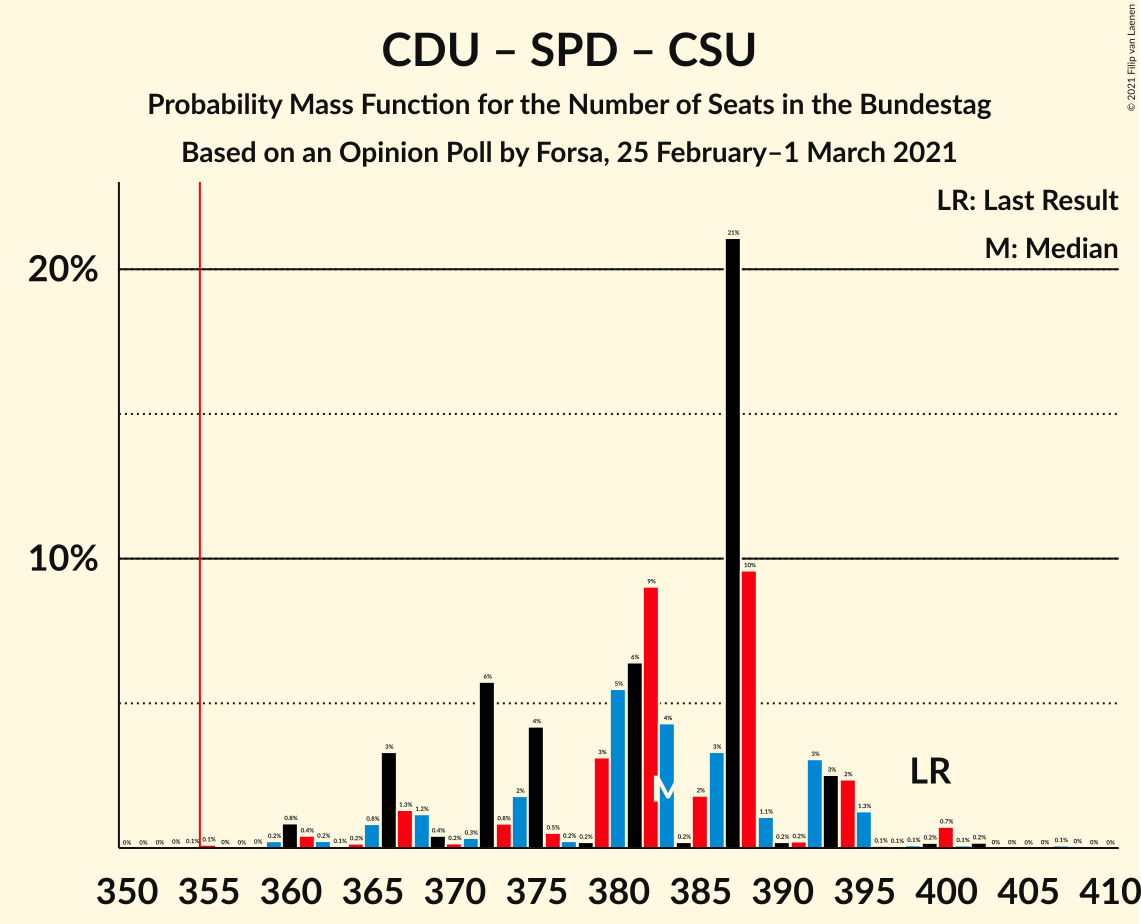 CDU – SPD – CSU
Probability Mass Function for the Number of Seats in the Bundestag
Based on an Opinion Poll by Forsa, 25 February–1 March 2021
© 2021 Filip van Laenen
LR: Last Result
M: Median
20%
10%
0% 0% 0% 0% 0.1% 0.1% 0% 0% 0% 0.2% 0.8% 0.4% 0.2% 0.1% 0.2% 0.8% 3% 1.3% 1.2% 0.4% 0.2% 0.3% 6% 0.8% 2% 4% 0.5% 0.2% 0.2% 3% 5% 6% 9% 4% 0.2% 2% 3% 21% 10% 1.1% 0.2% 0.2% 3% 3% 2% 1.3% 0.1% 0.1% 0.1% 0.2% 0.7% 0.1% 0.2% 0% 0% 0% 0% 0.1% 0% 0% 0%
M
LR
350 355 360 365 370 375 380 385 390 395 400 405 410